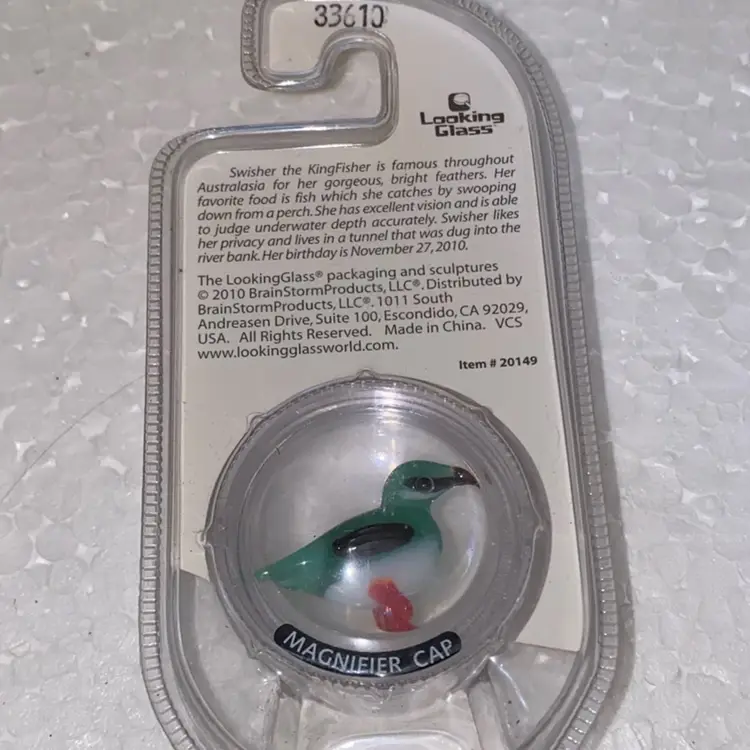 33610
Looking
Glass™
Swisher the KingFisher is famous throughout
Australasia for her gorgeous, bright feathers. Her
favorite food is fish which she catches by swooping
down from a perch. She has excellent vision and is able
to judge underwater depth accurately. Swisher likes
her privacy and lives in a tunnel that was dug into the
river bank. Her birthday is November 27, 2010.
The LookingGlass® packaging and sculptures
© 2010 BrainStormProducts, LLC®. Distributed by
BrainStormProducts, LLC®. 1011 South
Andreasen Drive, Suite 100, Escondido, CA 92029,
USA. All Rights Reserved. Made in China. VCS
www.lookingglassworld.com.
Item # 20149
MAGNIFIER CAP